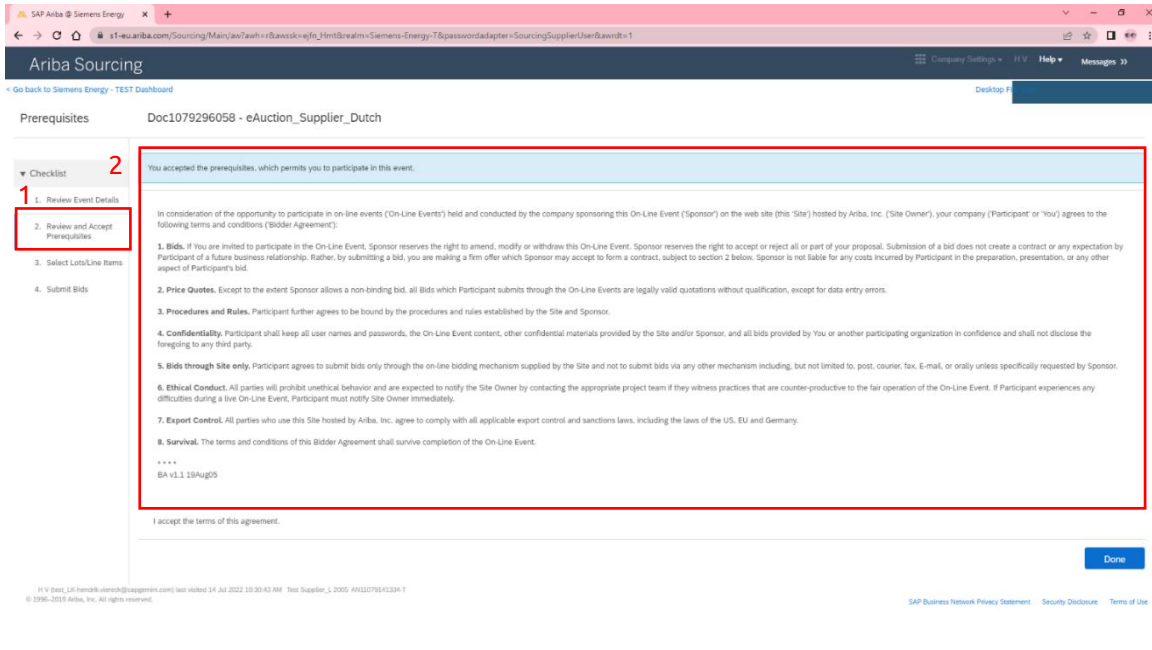 SAP Ariba @ Siemens Energy
s1-eu.ariba.com/Sourcing/Main/aw?awh=r&awssk=ejfn_Hmt&realm=Siemens-Energy-T&passwordadapter=SourcingSupplierUser&awrdt=1
Ariba Sourcing
Company Settings
H V
Help
Messages
< Go back to Siemens Energy - TEST Dashboard
Desktop
Prerequisites
Doc1079296058 - eAuction_Supplier_Dutch
Checklist
2
1
1. Review Event Details
2. Review and Accept
Prerequisites
3. Select Lots/Line Items
4. Submit Bids
You accepted the prerequisites, which permits you to participate in this event.
In consideration of the opportunity to participate in on-line events ('On-Line Events') held and conducted by the company sponsoring this On-Line Event ('Sponsor') on the web site (this 'Site') hosted by Ariba, Inc. ('Site Owner'), your company ('Participant' or 'You') agrees to the
following terms and conditions ('Bidder Agreement'):
1. Bids. If You are invited to participate in the On-Line Event, Sponsor reserves the right to amend, modify or withdraw this On-Line Event. Sponsor reserves the right to accept or reject all or part of your proposal. Submission of a bid does not create a contract or any expectation by
Participant of a future business relationship. Rather, by submitting a bid, you are making a firm offer which Sponsor may accept to form a contract, subject to section 2 below. Sponsor is not liable for any costs incurred by Participant in the preparation, presentation, or any other
aspect of Participant's bid.
2. Price Quotes. Except to the extent Sponsor allows a non-binding bid, all Bids which Participant submits through the On-Line Events are legally valid quotations without qualification, except for data entry errors.
3. Procedures and Rules. Participant further agrees to be bound by the procedures and rules established by the Site and Sponsor.
4. Confidentiality. Participant shall keep all user names and passwords, the On-Line Event content, other confidential materials provided by the Site and/or Sponsor, and all bids provided by You or another participating organization in confidence and shall not disclose the
foregoing to any third party.
5. Bids through Site only. Participant agrees to submit bids only through the on-line bidding mechanism supplied by the Site and not to submit bids via any other mechanism including, but not limited to, post, courier, fax, E-mail, or orally unless specifically requested by Sponsor.
6. Ethical Conduct. All parties will prohibit unethical behavior and are expected to notify the Site Owner by contacting the appropriate project team if they witness practices that are counter-productive to the fair operation of the On-Line Event. If Participant experiences any
difficulties during a live On-Line Event, Participant must notify Site Owner immediately.
7. Export Control. All parties who use this Site hosted by Ariba, Inc. agree to comply with all applicable export control and sanctions laws, including the laws of the US, EU and Germany.
8. Survival. The terms and conditions of this Bidder Agreement shall survive completion of the On-Line Event.
* * * *
BA v1.1 19Aug05
I accept the terms of this agreement.
Done
last visited 14 Jul 2022 10:30:43 AM Test Supplier_L 2005
© 1996–2019 Ariba, Inc. All rights reserved.
SAP Business Network Privacy Statement Security Disclosure Terms of Use